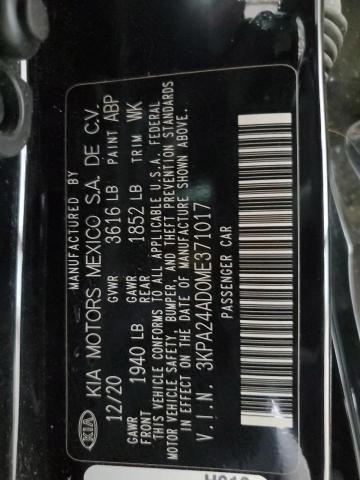 MANUFACTURED BY
KIA KIA MOTORS MEXICO S.A. DE C.V.
12/20 GVWR 3616 LB PAINT ABP
GAWR FRONT 1940 LB GAWR REAR 1852 LB TRIM WK
THIS VEHICLE CONFORMS TO ALL APPLICABLE U.S.A. FEDERAL
MOTOR VEHICLE SAFETY, BUMPER, AND THEFT PREVENTION STANDARDS
IN EFFECT ON THE DATE OF MANUFACTURE SHOWN ABOVE.
V.I.N. 3KPA24AD0ME371017
PASSENGER CAR